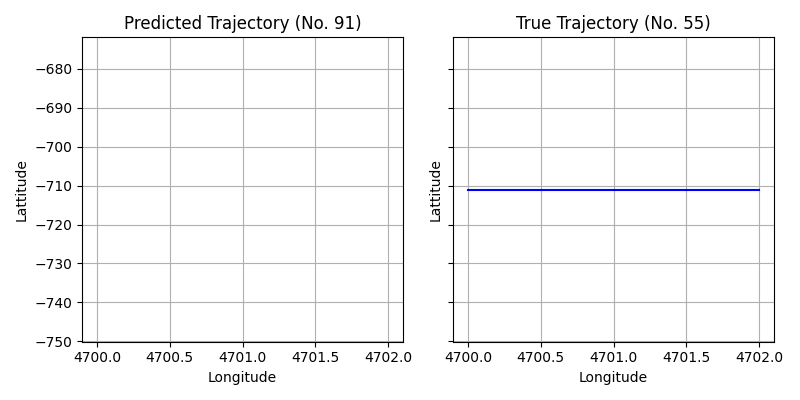 Predicted Trajectory (No. 91)
Lattitude
−680
−690
−700
−710
−720
−730
−740
−750
4700.0 4700.5 4701.0 4701.5 4702.0
Longitude
True Trajectory (No. 55)
Lattitude
4700.0 4700.5 4701.0 4701.5 4702.0
Longitude